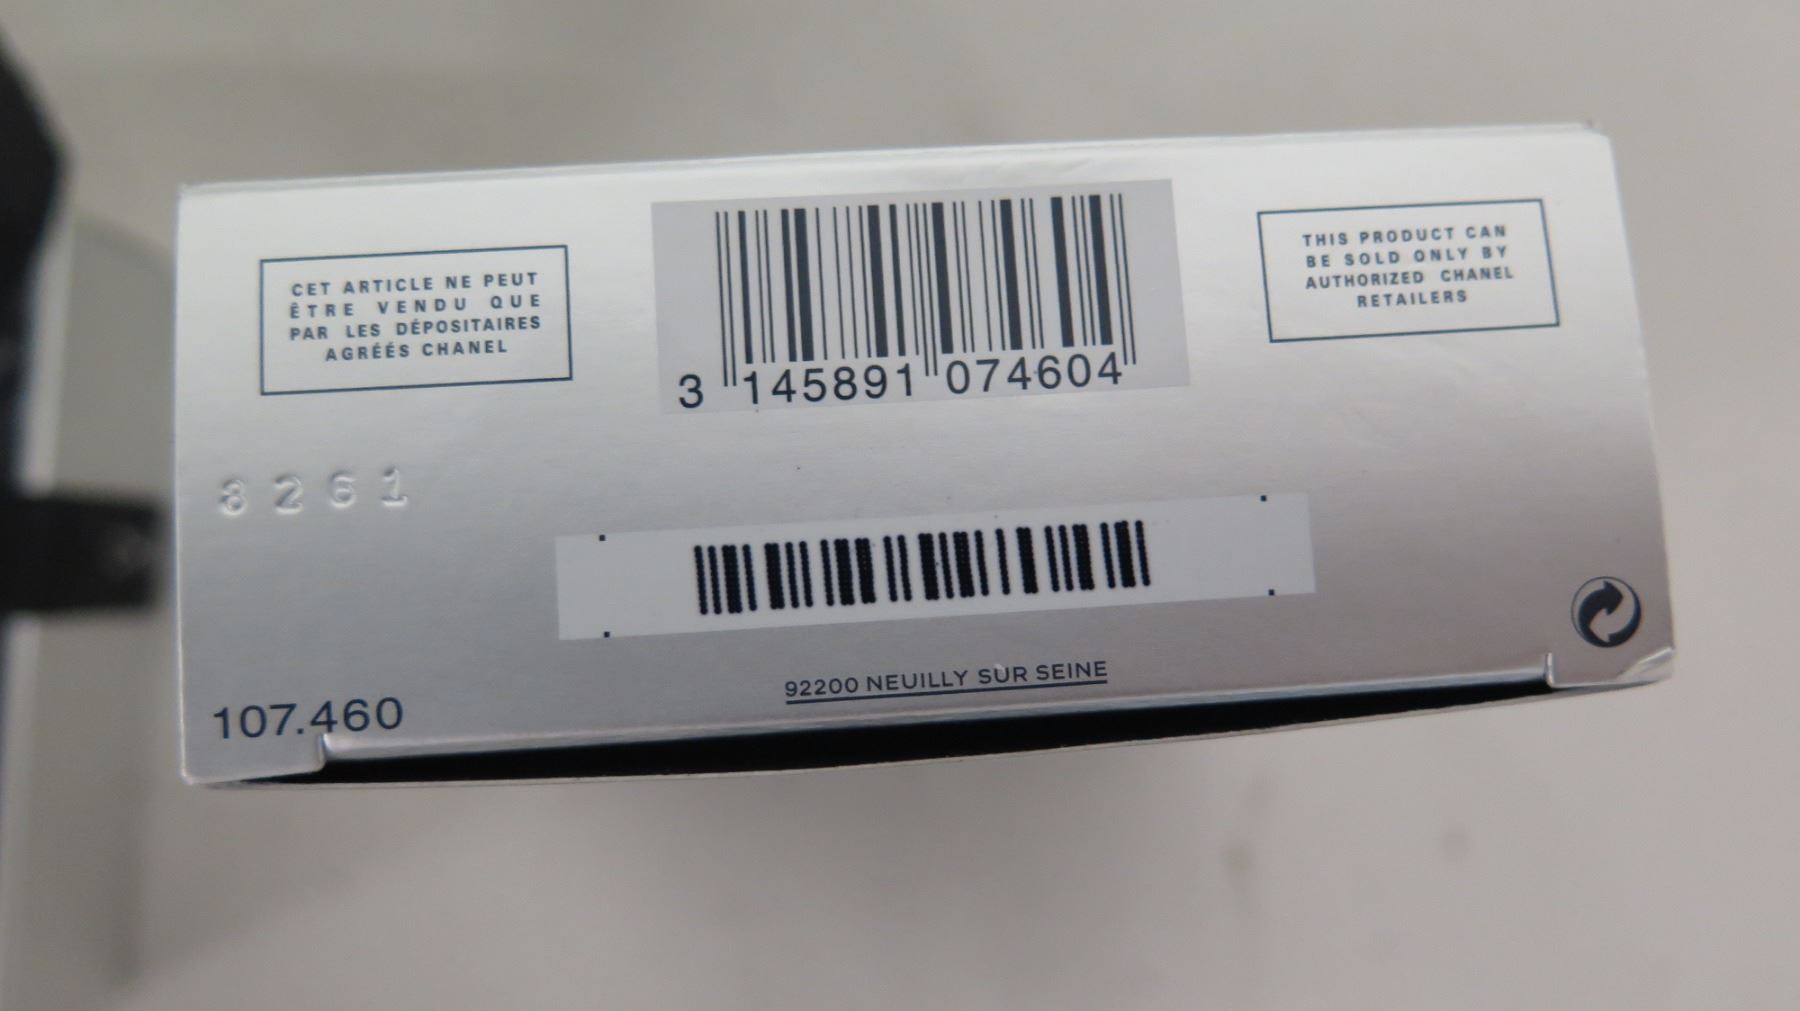 CET ARTICLE NE PEUT
ÊTRE VENDU QUE
PAR LES DÉPOSITAIRES
AGRÉÉS CHANEL
3 145891 074604
THIS PRODUCT CAN
BE SOLD ONLY BY
AUTHORIZED CHANEL
RETAILERS
8261
92200 NEUILLY SUR SEINE
107.460